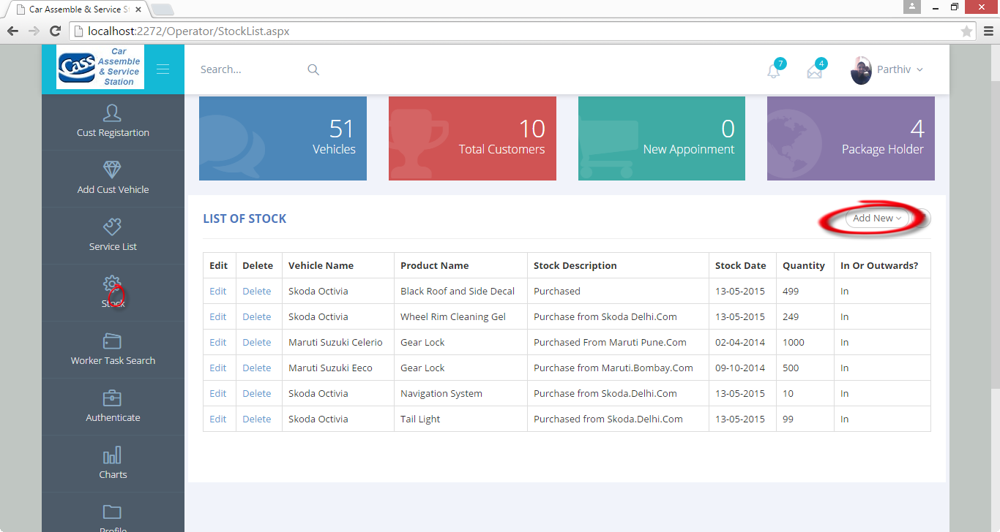 Car Assemble & Service St
localhost:2272/Operator/StockList.aspx
Cass
Car
Assemble
& Service
Station
Search...
7
4
Parthiv
Cust Registartion
Add Cust Vehicle
Service List
Stock
Worker Task Search
Authenticate
Charts
Profile
51
Vehicles
10
Total Customers
0
New Appoinment
4
Package Holder
LIST OF STOCK
Add New
Edit Delete Vehicle Name Product Name Stock Description Stock Date Quantity In Or Outwards?
Edit Delete Skoda Octivia Black Roof and Side Decal Purchased 13-05-2015 499 In
Edit Delete Skoda Octivia Wheel Rim Cleaning Gel Purchase from Skoda Delhi.Com 13-05-2015 249 In
Edit Delete Maruti Suzuki Celerio Gear Lock Purchased From Maruti Pune.Com 02-04-2014 1000 In
Edit Delete Maruti Suzuki Eeco Gear Lock Purchase from Maruti.Bombay.Com 09-10-2014 500 In
Edit Delete Skoda Octivia Navigation System Purchase from Skoda.Delhi.Com 13-05-2015 10 In
Edit Delete Skoda Octivia Tail Light Purchased from Skoda.Delhi.Com 13-05-2015 99 In